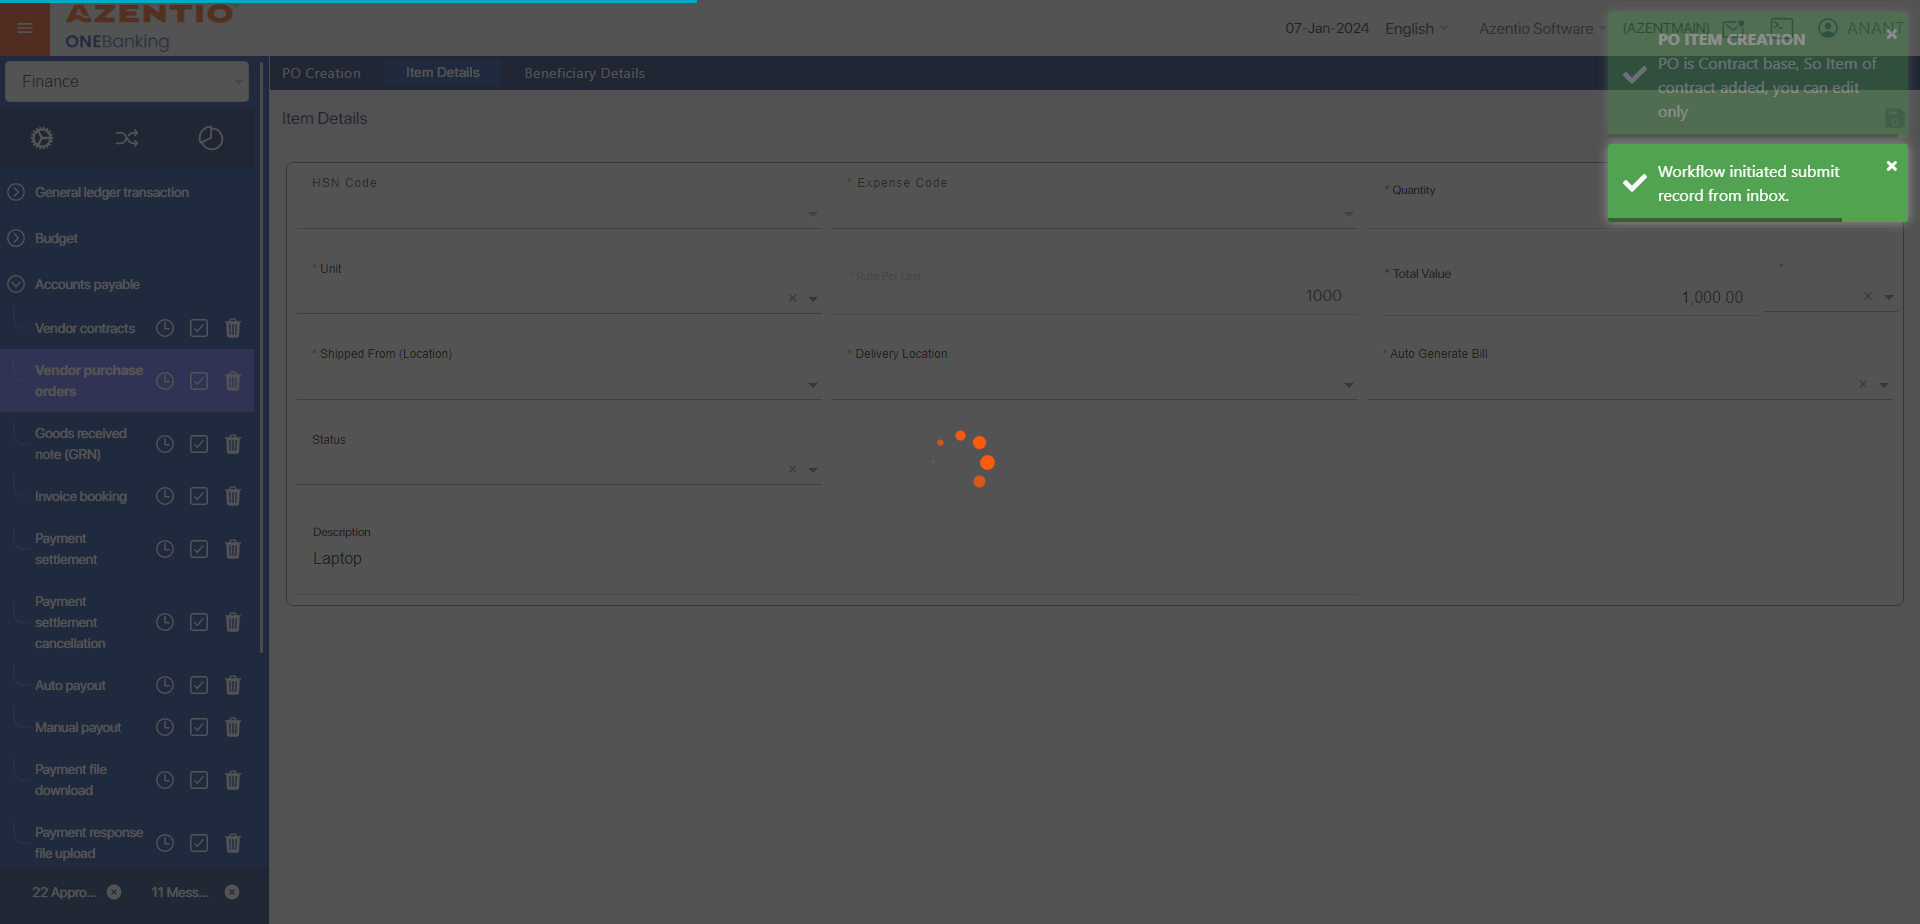 AZENTIO
ONEBanking
07-Jan-2024
English
Azentio Software
(AZENTMAIN)
ANANT
PO ITEM CREATION
PO is Contract base, So Item of
contract added, you can edit
only
Workflow initiated submit
record from inbox.
Finance
General ledger transaction
Budget
Accounts payable
Vendor contracts
Vendor purchase
orders
Goods received
note (GRN)
Invoice booking
Payment
settlement
Payment
settlement
cancellation
Auto payout
Manual payout
Payment file
download
Payment response
file upload
22 Appro...
11 Mess...
PO Creation
Item Details
Beneficiary Details
Item Details
HSN Code
* Expense Code
* Quantity
* Unit
* Rate Per Unit
1000
* Total Value
1,000.00
*
* Shipped From (Location)
* Delivery Location
* Auto Generate Bill
Status
Description
Laptop